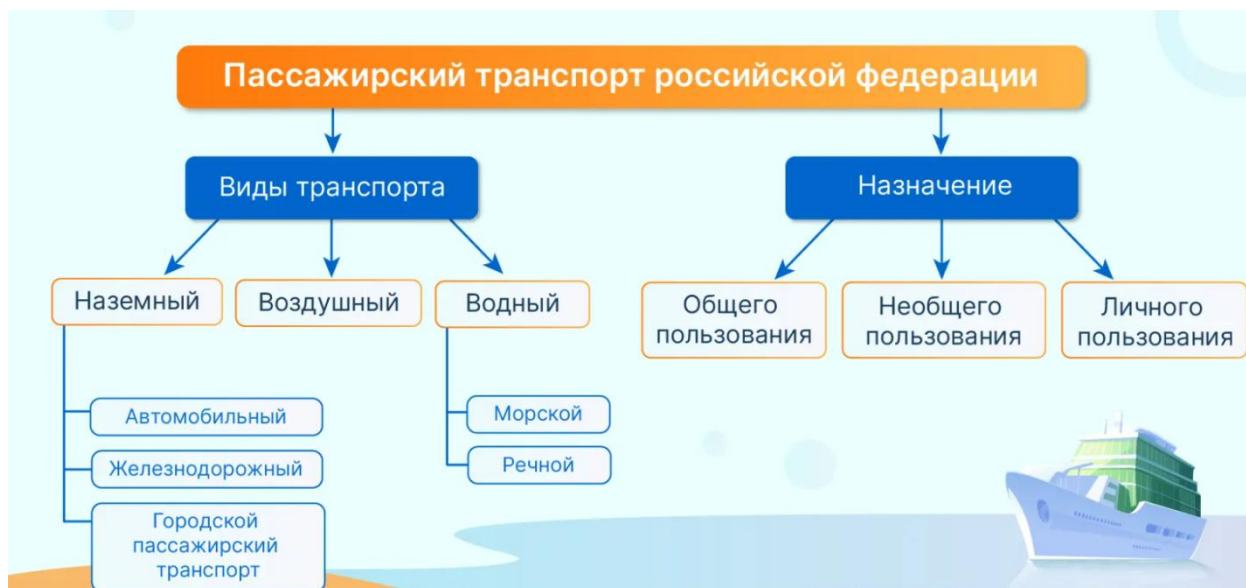 Пассажирский транспорт российской федерации
Виды транспорта
Назначение
Наземный
Воздушный
Водный
Общего
пользования
Необщего
пользования
Личного
пользования
Автомобильный
Железнодорожный
Городской
пассажирский
транспорт
Морской
Речной